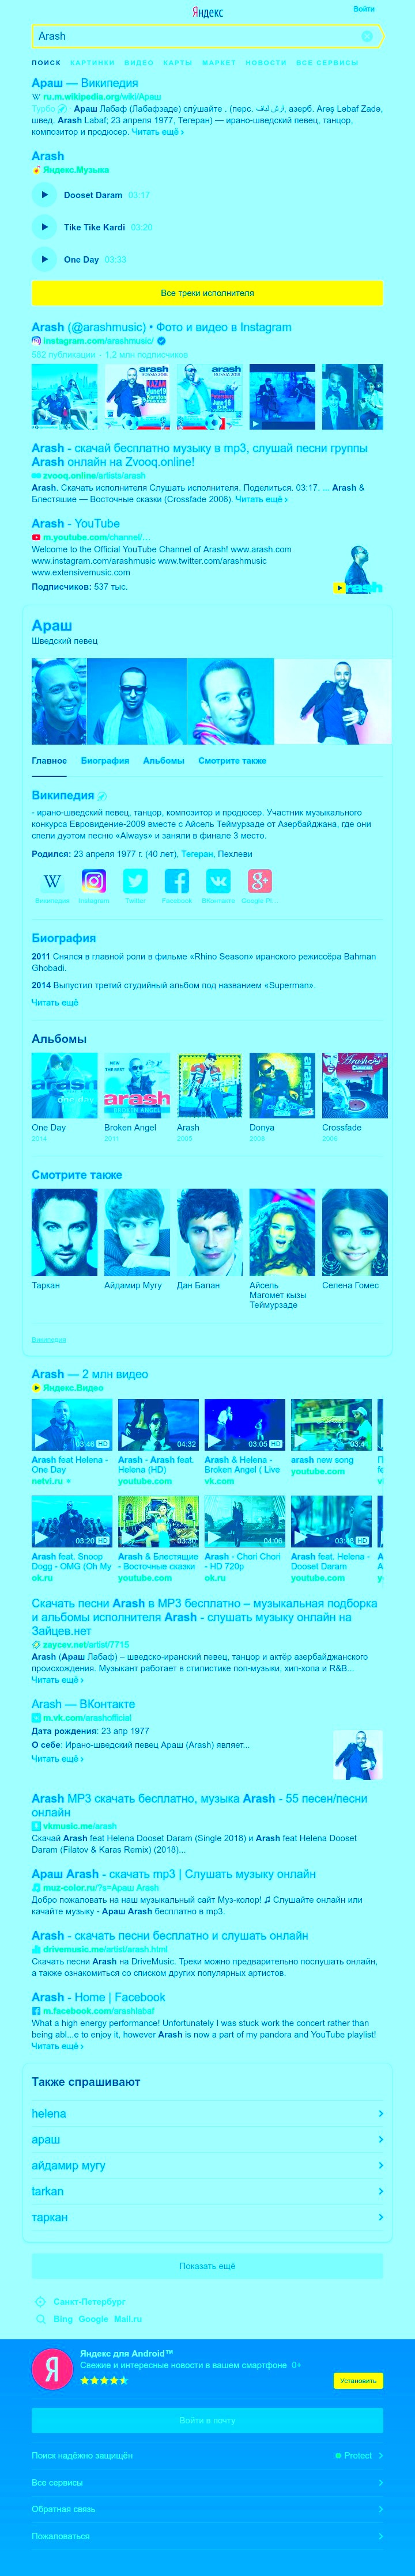 Яндекс
Войти
Arash
ПОИСК КАРТИНКИ ВИДЕО КАРТЫ МАРКЕТ НОВОСТИ ВСЕ СЕРВИСЫ
Араш — Википедия
ru.m.wikipedia.org/wiki/Араш
Турбо Араш Лабаф (Лабафзаде) слу́шайте . (перс. آرش لباف, азерб. Arəş Ləbaf Zadə,
швед. Arash Labaf; 23 апреля 1977, Тегеран) — ирано-шведский певец, танцор,
композитор и продюсер. Читать ещё ›
Arash
Яндекс.Музыка
Dooset Daram 03:17
Tike Tike Kardi 03:20
One Day 03:33
Все треки исполнителя
Arash (@arashmusic) • Фото и видео в Instagram
instagram.com/arashmusic/
582 публикации - 1,2 млн подписчиков
Arash - скачай бесплатно музыку в mp3, слушай песни группы
Arash онлайн на Zvooq.online!
zvooq.online/artists/arash
Arash. Скачать исполнителя Слушать исполнителя. Поделиться. 03:17. ... Arash &
Блестящие — Восточные сказки (Crossfade 2006). Читать ещё ›
Arash - YouTube
m.youtube.com/channel/…
Welcome to the Official YouTube Channel of Arash! www.arash.com
www.instagram.com/arashmusic www.twitter.com/arashmusic
www.extensivemusic.com
Подписчиков: 537 тыс.
Араш
Шведский певец
Главное Биография Альбомы Смотрите также
Википедия
- ирано-шведский певец, танцор, композитор и продюсер. Участник музыкального
конкурса Евровидение-2009 вместе с Айсель Теймурзаде от Азербайджана, где они
спели дуэтом песню «Always» и заняли в финале 3 место.
Родился: 23 апреля 1977 г. (40 лет), Тегеран, Пехлеви
Википедия Instagram Twitter Facebook ВКонтакте Google Pl...
Биография
2011 Снялся в главной роли в фильме «Rhino Season» иранского режиссёра Bahman
Ghobadi.
2014 Выпустил третий студийный альбом под названием «Superman».
Читать ещё
Альбомы
One Day Broken Angel Arash Donya Crossfade
2014 2011 2005 2008 2006
Смотрите также
Таркан Айдамир Мугу Дан Балан Айсель Селена Гомес
Магомет кызы
Теймурзаде
Википедия
Arash — 2 млн видео
Яндекс.Видео
03:46 HD 04:32 03:05 HD
Arash feat Helena - Arash - Arash feat. Arash & Helena - arash new song
One Day Helena (HD) Broken Angel ( Live youtube.com
netvi.ru youtube.com vk.com
03:20 HD 04:06
Arash feat. Snoop Arash & Блестящие Arash - Chori Chori Arash feat. Helena -
Dogg - OMG (Oh My - Восточные сказки - HD 720p Dooset Daram
ok.ru youtube.com ok.ru youtube.com
Скачать песни Arash в MP3 бесплатно – музыкальная подборка
и альбомы исполнителя Arash - слушать музыку онлайн на
Зайцев.нет
zaycev.net/artist/7715
Arash (Араш Лабаф) – шведско-иранский певец, танцор и актёр азербайджанского
происхождения. Музыкант работает в стилистике поп-музыки, хип-хопа и R&B...
Читать ещё ›
Arash — ВКонтакте
m.vk.com/arashofficial
Дата рождения: 23 апр 1977
О себе: Ирано-шведский певец Араш (Arash) являет...
Читать ещё ›
Arash MP3 скачать бесплатно, музыка Arash - 55 песен/песни
онлайн
vkmusic.me/arash
Скачай Arash feat Helena Dooset Daram (Single 2018) и Arash feat Helena Dooset
Daram (Filatov & Karas Remix) (2018)...
Араш Arash - скачать mp3 | Слушать музыку онлайн
muz-color.ru/?s=Араш Arash
Добро пожаловать на наш музыкальный сайт Муз-колор! ♫ Слушайте онлайн или
качайте музыку - Араш Arash бесплатно в mp3.
Arash - скачать песни бесплатно и слушать онлайн
drivemusic.me/artist/arash.html
Скачать песни Arash на DriveMusic. Треки можно предварительно послушать онлайн,
а также ознакомиться со список других популярных артистов.
Arash - Home | Facebook
m.facebook.com/arashlabaf
What a high energy performance! Unfortunately I was stuck work the concert rather than
being abl...e to enjoy it, however Arash is now a part of my pandora and YouTube playlist!
Читать ещё ›
Также спрашивают
helena
араш
айдамир мугу
tarkan
таркан
Показать ещё
Санкт-Петербург
Bing Google Mail.ru
Яндекс для Android™
Свежие и интересные новости в вашем смартфоне 0+
Установить
Войти в почту
Поиск надёжно защищён Protect
Все сервисы
Обратная связь
Пожаловаться